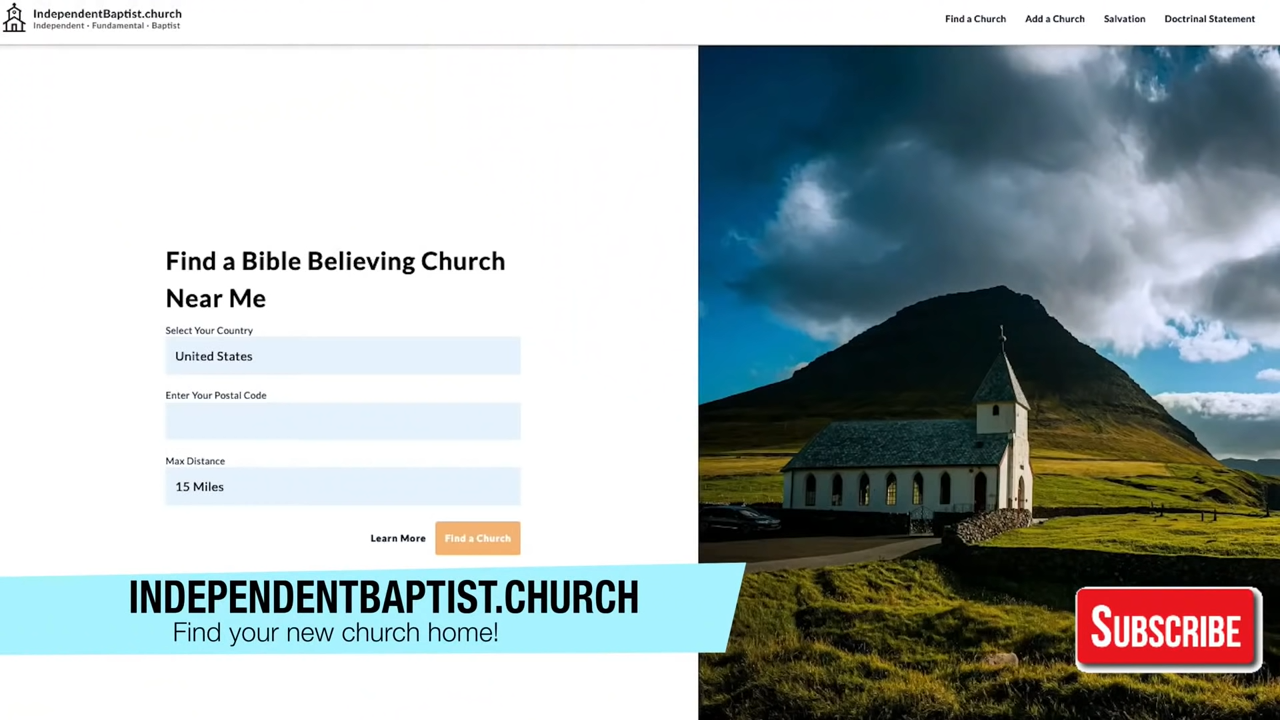 IndependentBaptist.church
Independent · Fundamental · Baptist
Find a Church
Add a Church
Salvation
Doctrinal Statement
Find a Bible Believing Church
Near Me
Select Your Country
United States
Enter Your Postal Code
Max Distance
15 Miles
Learn More
Find a Church
INDEPENDENTBAPTIST.CHURCH
Find your new church home!
SUBSCRIBE